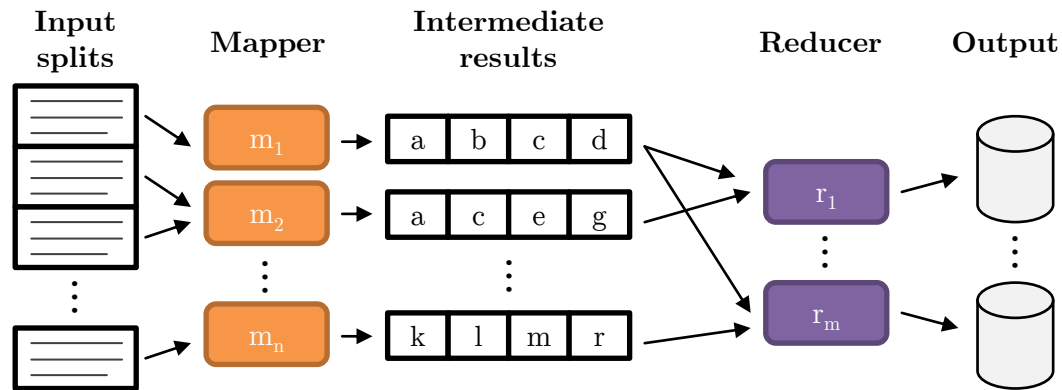 Input
splits
Mapper
Intermediate
results
Reducer
Output
m₁
a b c d
m₂
a c e g
r₁
mₙ
k l m r
rₘ